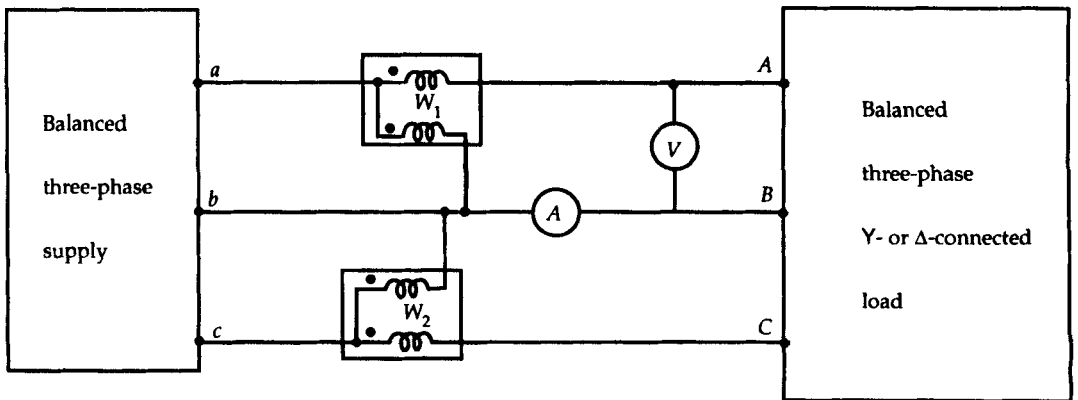 Balanced
three-phase
supply
a
b
c
W1
W2
V
A
A
B
C
Balanced
three-phase
Y- or Δ-connected
load